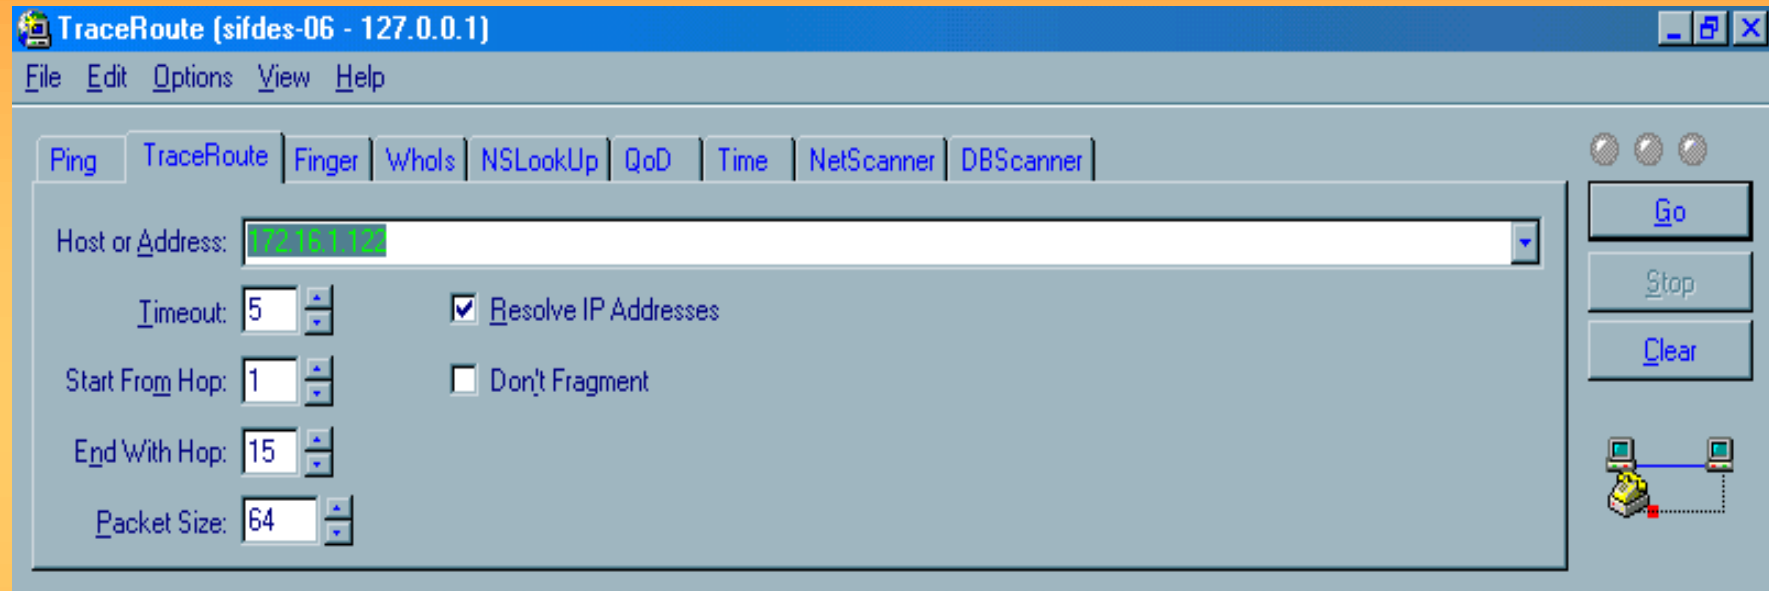 TraceRoute (sifdes-06 - 127.0.0.1)
File Edit Options View Help
Ping TraceRoute Finger WhoIs NSLookUp QoD Time NetScanner DBScanner
Host or Address: 172.16.1.122
Go
Timeout: 5 Resolve IP Addresses
Stop
Start From Hop: 1 Don't Fragment
Clear
End With Hop: 15
Packet Size: 64